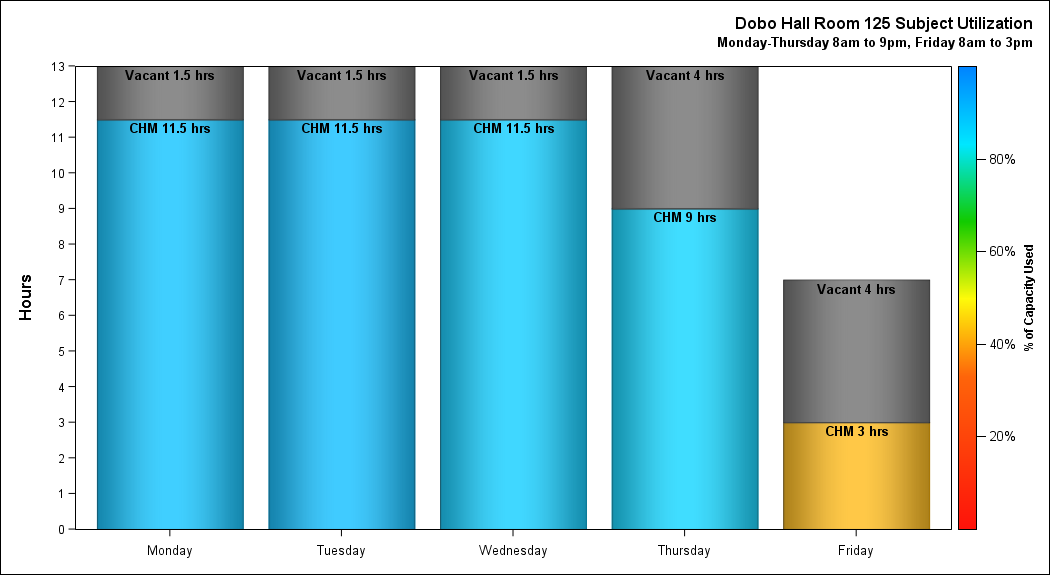 Dobo Hall Room 125 Subject Utilization
Monday-Thursday 8am to 9pm, Friday 8am to 3pm
Hours
13
12
11
10
9
8
7
6
5
4
3
2
1
0
Vacant 1.5 hrs
CHM 11.5 hrs
Vacant 1.5 hrs
CHM 11.5 hrs
Vacant 1.5 hrs
CHM 11.5 hrs
Vacant 4 hrs
CHM 9 hrs
Vacant 4 hrs
CHM 3 hrs
Monday
Tuesday
Wednesday
Thursday
Friday
80%
60%
40%
20%
% of Capacity Used